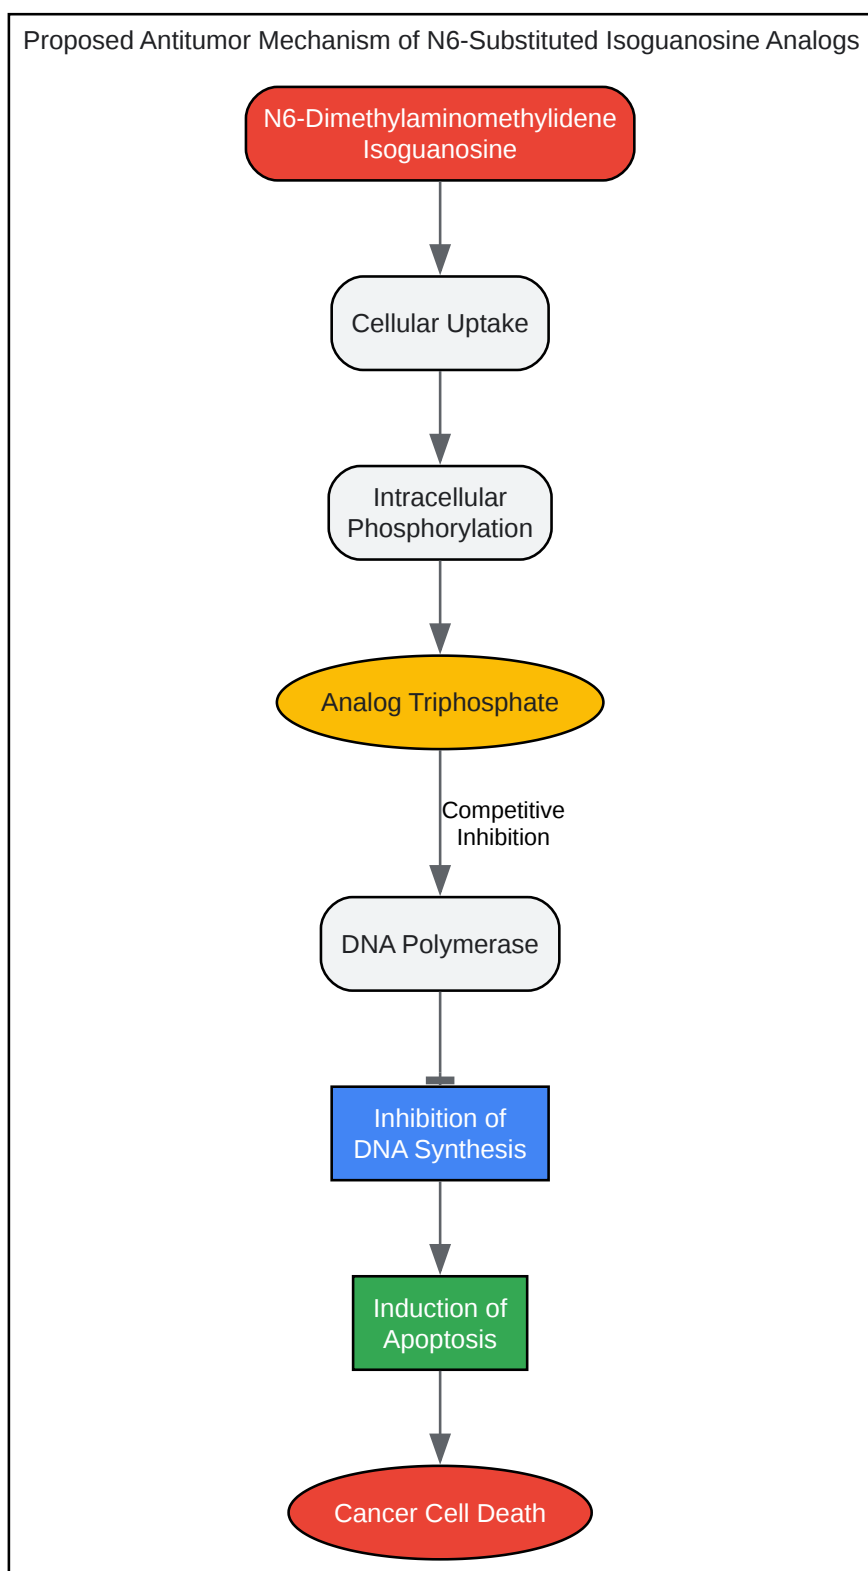 Proposed Antitumor Mechanism of N6-Substituted Isoguanosine Analogs
N6-Dimethylaminomethylidene
Isoguanosine
Cellular Uptake
Intracellular
Phosphorylation
Analog Triphosphate
Competitive
Inhibition
DNA Polymerase
Inhibition of
DNA Synthesis
Induction of
Apoptosis
Cancer Cell Death